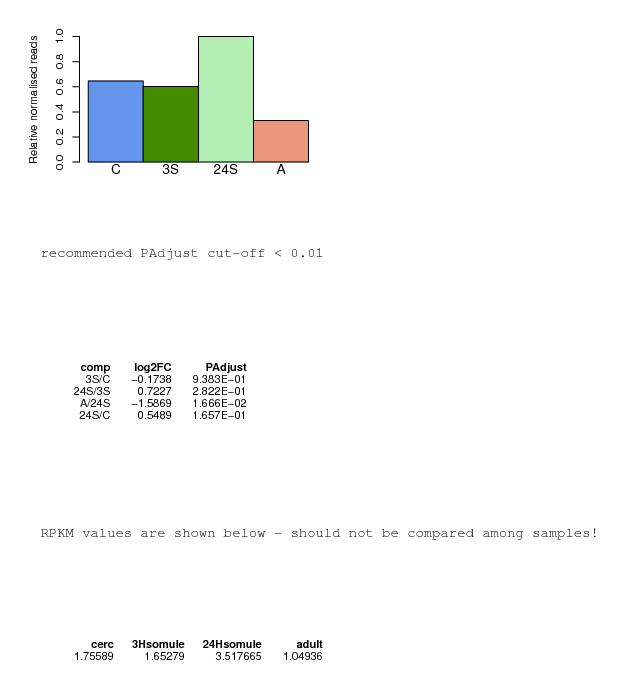 Relative normalised reads
1.0
0.8
0.6
0.4
0.2
0.0
C 3S 24S A
recommended PAdjust cut-off < 0.01
comp log2FC PAdjust
3S/C −0.1738 9.383E−01
24S/3S 0.7227 2.822E−01
A/24S −1.5869 1.666E−02
24S/C 0.5489 1.657E−01
RPKM values are shown below - should not be compared among samples!
cerc 3Hsomule 24Hsomule adult
1.75589 1.65279 3.517665 1.04936